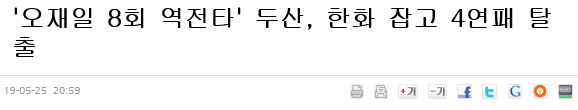 '오재일 8회 역전타' 두산, 한화 잡고 4연패 탈
출
19-05-25 20:59
+가 -가